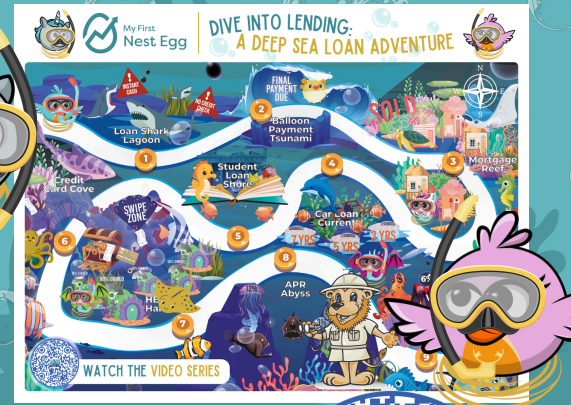 My First
Nest Egg
DIVE INTO LENDING:
A DEEP SEA LOAN ADVENTURE
INSTANT
CASH
NO CREDIT
CHECK
FINAL
PAYMENT
DUE
SOLD
N
W
E
S
Loan Shark
Lagoon
1
2
Balloon
Payment
Tsunami
3
Mortgage
Reef
4
Student
Loan
Shore
Credit
Card Cove
SWIPE
ZONE
Car Loan
Current
7 YRS
5 YRS
3 YRS
5
6
8
APR
Abyss
HE
Ha
7
9
WATCH THE VIDEO SERIES